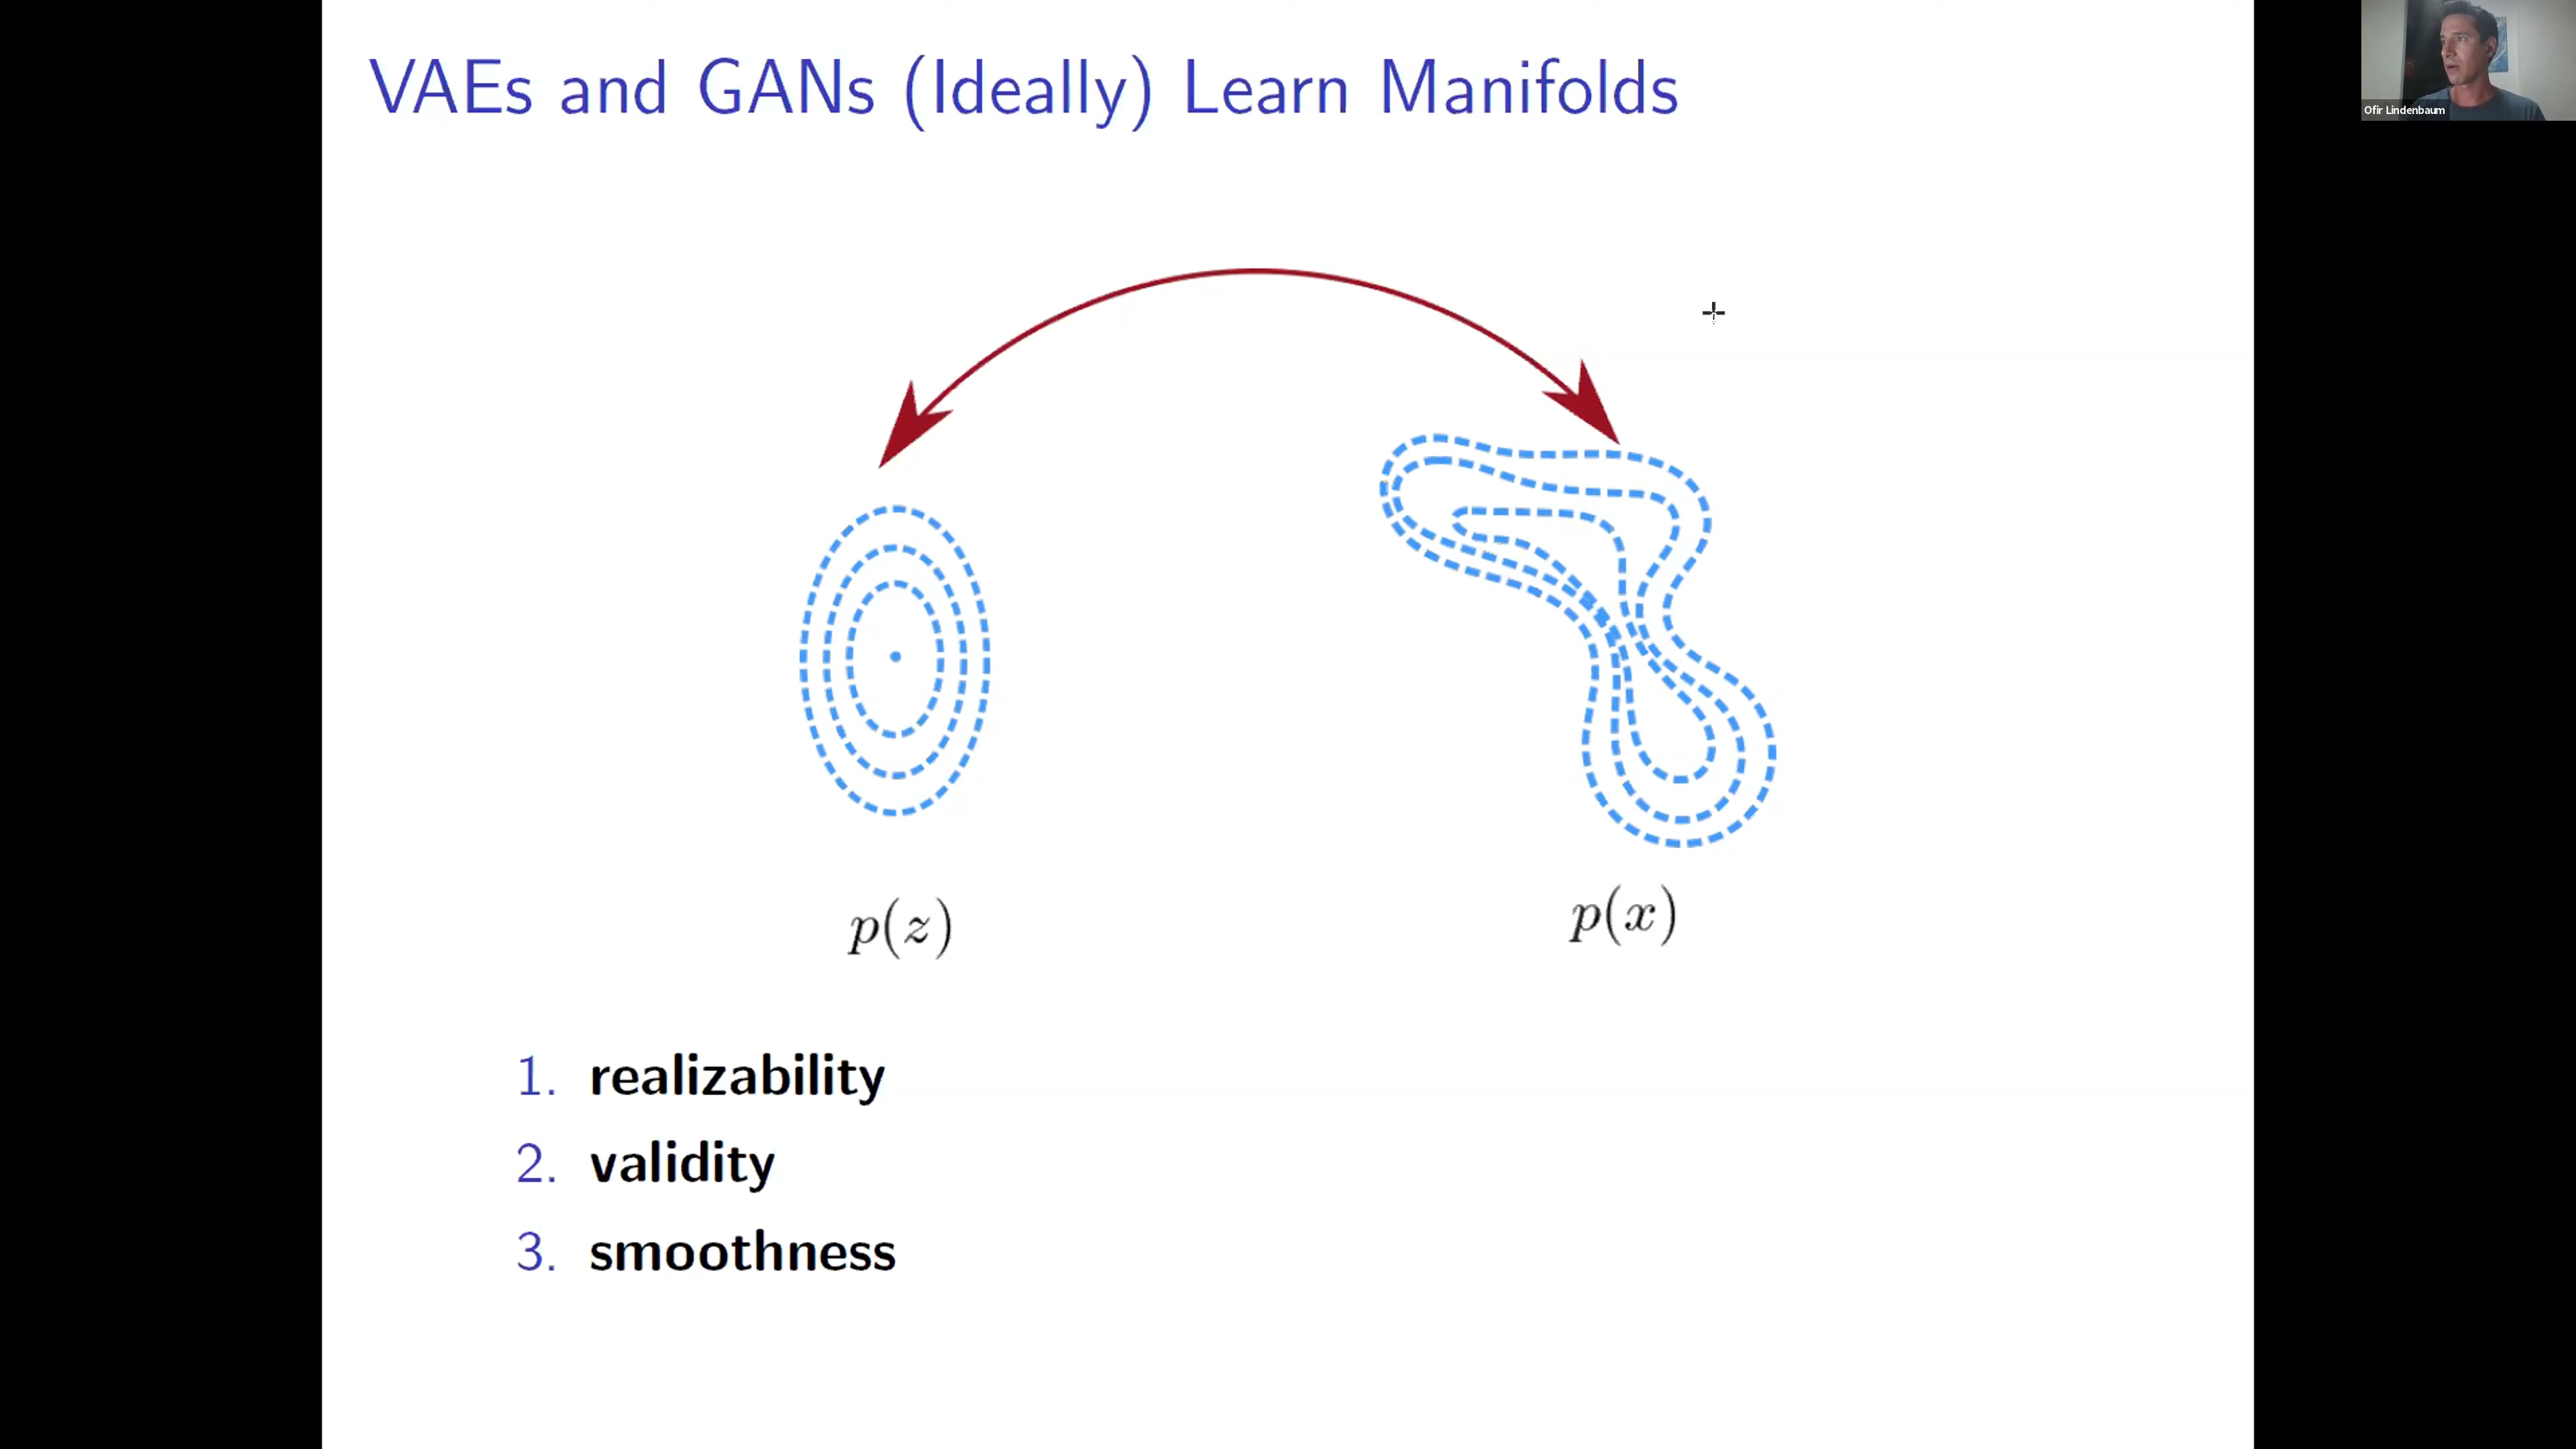 VAEs and GANs (Ideally) Learn Manifolds
Ofir Lindenbaum
p(z)
p(x)
1. realizability
2. validity
3. smoothness